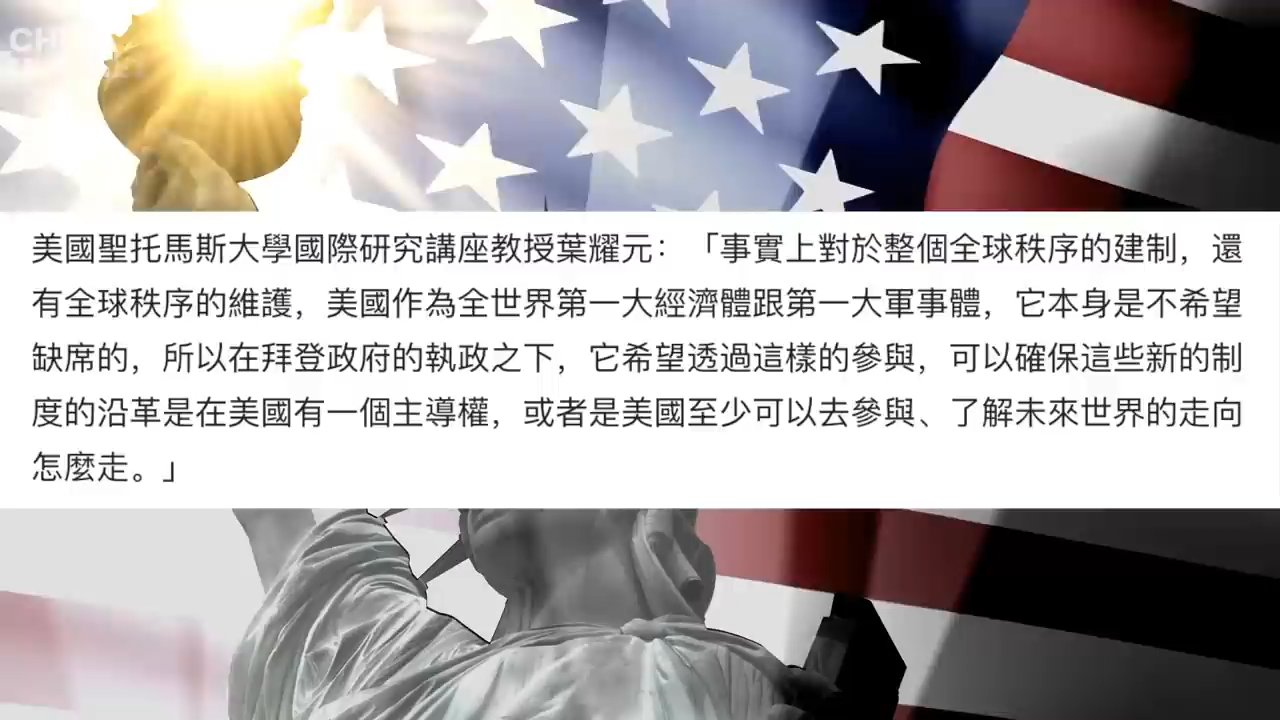 CH
美國聖托馬斯大學國際研究講座教授葉耀元：「事實上對於整個全球秩序的建制，還
有全球秩序的維護，美國作為全世界第一大經濟體跟第一大軍事體，它本身是不希望
缺席的，所以在拜登政府的執政之下，它希望透過這樣的參與，可以確保這些新的制
度的沿革是在美國有一個主導權，或者是美國至少可以去參與、了解未來世界的走向
怎麼走。」